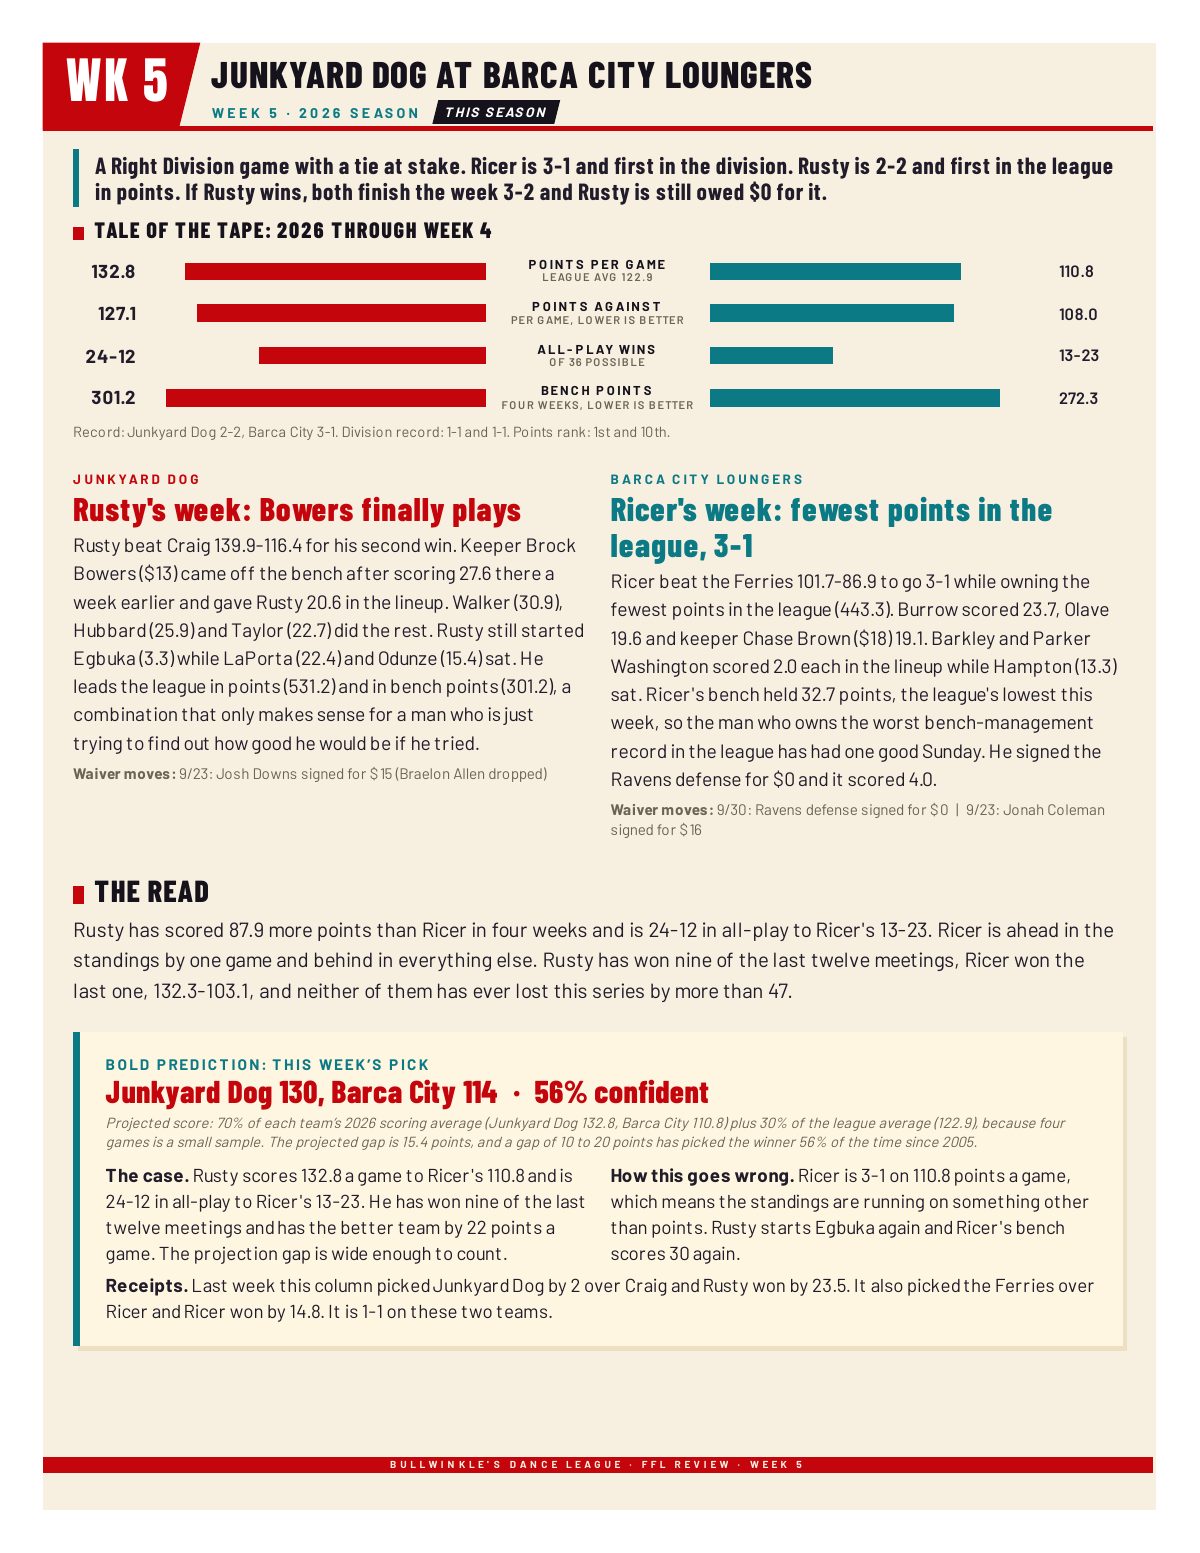 WK 5
JUNKYARD DOG AT BARCA CITY LOUNGERS
WEEK 5 · 2026 SEASON THIS SEASON
A Right Division game with a tie at stake. Ricer is 3-1 and first in the division. Rusty is 2-2 and first in the league
in points. If Rusty wins, both finish the week 3-2 and Rusty is still owed $0 for it.
TALE OF THE TAPE: 2026 THROUGH WEEK 4
132.8 POINTS PER GAME 110.8
LEAGUE AVG 122.9
127.1 POINTS AGAINST 108.0
PER GAME, LOWER IS BETTER
24-12 ALL-PLAY WINS 13-23
OF 36 POSSIBLE
301.2 BENCH POINTS 272.3
FOUR WEEKS, LOWER IS BETTER
Record: Junkyard Dog 2-2, Barca City 3-1. Division record: 1-1 and 1-1. Points rank: 1st and 10th.
JUNKYARD DOG
Rusty's week: Bowers finally plays
Rusty beat Craig 139.9-116.4 for his second win. Keeper Brock
Bowers ($13) came off the bench after scoring 27.6 there a
week earlier and gave Rusty 20.6 in the lineup. Walker (30.9),
Hubbard (25.9) and Taylor (22.7) did the rest. Rusty still started
Egbuka (3.3) while LaPorta (22.4) and Odunze (15.4) sat. He
leads the league in points (531.2) and in bench points (301.2), a
combination that only makes sense for a man who is just
trying to find out how good he would be if he tried.
Waiver moves: 9/23: Josh Downs signed for $15 (Braelon Allen dropped)
BARCA CITY LOUNGERS
Ricer's week: fewest points in the
league, 3-1
Ricer beat the Ferries 101.7-86.9 to go 3-1 while owning the
fewest points in the league (443.3). Burrow scored 23.7, Olave
19.6 and keeper Chase Brown ($18) 19.1. Barkley and Parker
Washington scored 2.0 each in the lineup while Hampton (13.3)
sat. Ricer's bench held 32.7 points, the league's lowest this
week, so the man who owns the worst bench-management
record in the league has had one good Sunday. He signed the
Ravens defense for $0 and it scored 4.0.
Waiver moves: 9/30: Ravens defense signed for $0 | 9/23: Jonah Coleman
signed for $16
THE READ
Rusty has scored 87.9 more points than Ricer in four weeks and is 24-12 in all-play to Ricer's 13-23. Ricer is ahead in the
standings by one game and behind in everything else. Rusty has won nine of the last twelve meetings, Ricer won the
last one, 132.3-103.1, and neither of them has ever lost this series by more than 47.
BOLD PREDICTION: THIS WEEK'S PICK
Junkyard Dog 130, Barca City 114 · 56% confident
Projected score: 70% of each team's 2026 scoring average (Junkyard Dog 132.8, Barca City 110.8) plus 30% of the league average (122.9), because four
games is a small sample. The projected gap is 15.4 points, and a gap of 10 to 20 points has picked the winner 56% of the time since 2005.
The case. Rusty scores 132.8 a game to Ricer's 110.8 and is
24-12 in all-play to Ricer's 13-23. He has won nine of the last
twelve meetings and has the better team by 22 points a
game. The projection gap is wide enough to count.
How this goes wrong. Ricer is 3-1 on 110.8 points a game,
which means the standings are running on something other
than points. Rusty starts Egbuka again and Ricer's bench
scores 30 again.
Receipts. Last week this column picked Junkyard Dog by 2 over Craig and Rusty won by 23.5. It also picked the Ferries over
Ricer and Ricer won by 14.8. It is 1-1 on these two teams.
BULLWINKLE'S DANCE LEAGUE · FFL REVIEW · WEEK 5